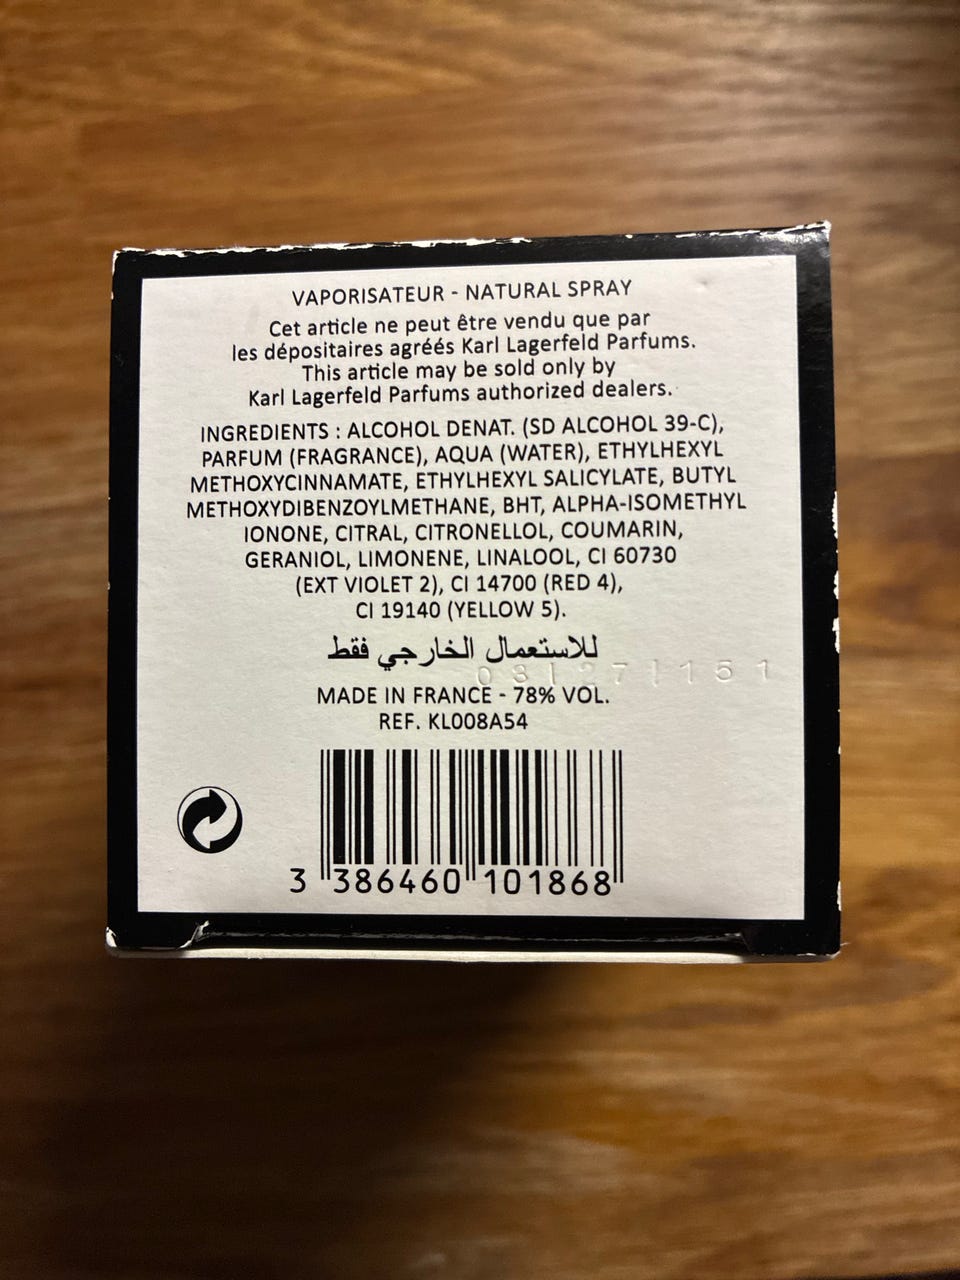 VAPORISATEUR - NATURAL SPRAY
Cet article ne peut être vendu que par
les dépositaires agréés Karl Lagerfeld Parfums.
This article may be sold only by
Karl Lagerfeld Parfums authorized dealers.
INGREDIENTS : ALCOHOL DENAT. (SD ALCOHOL 39-C),
PARFUM (FRAGRANCE), AQUA (WATER), ETHYLHEXYL
METHOXYCINNAMATE, ETHYLHEXYL SALICYLATE, BUTYL
METHOXYDIBENZOYLMETHANE, BHT, ALPHA-ISOMETHYL
IONONE, CITRAL, CITRONELLOL, COUMARIN,
GERANIOL, LIMONENE, LINALOOL, CI 60730
(EXT VIOLET 2), CI 14700 (RED 4),
CI 19140 (YELLOW 5).
للاستعمال الخارجي فقط
MADE IN FRANCE - 78% VOL.
REF. KL008A54
3 386460 101868